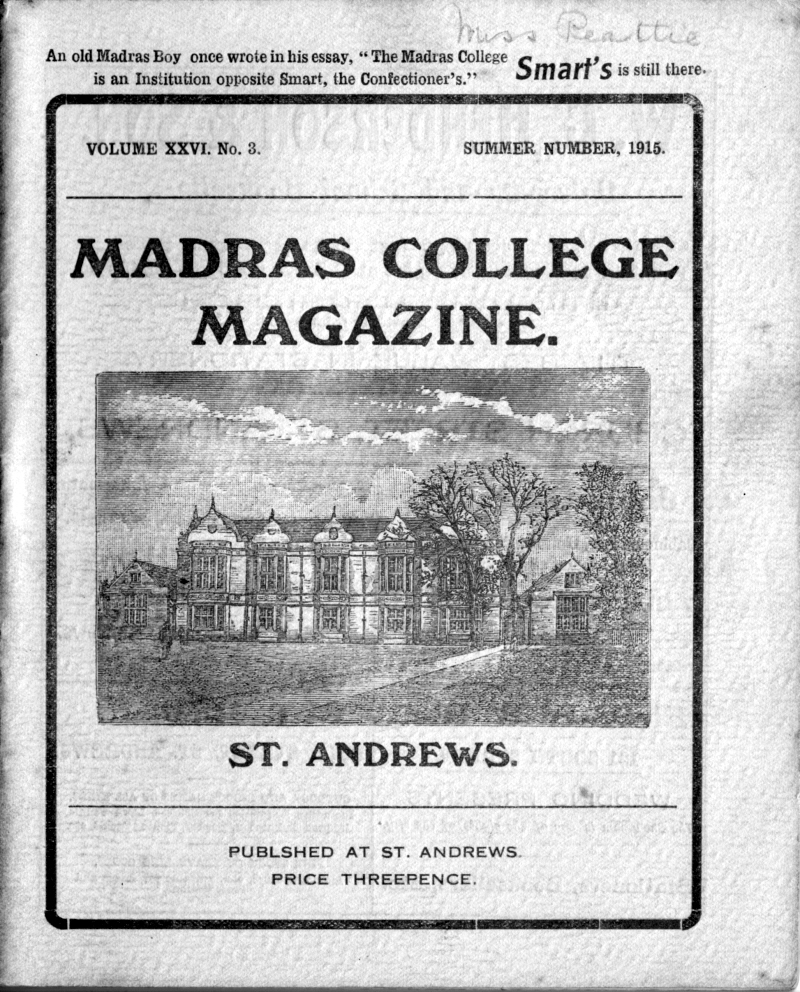 Miss Peattie
An old Madras Boy once wrote in his essay, "The Madras College
is an Institution opposite Smart, the Confectioner's." Smart's is still there.
VOLUME XXVI. No. 3. SUMMER NUMBER, 1915.
MADRAS COLLEGE
MAGAZINE.
ST. ANDREWS.
PUBLSHED AT ST. ANDREWS.
PRICE THREEPENCE.